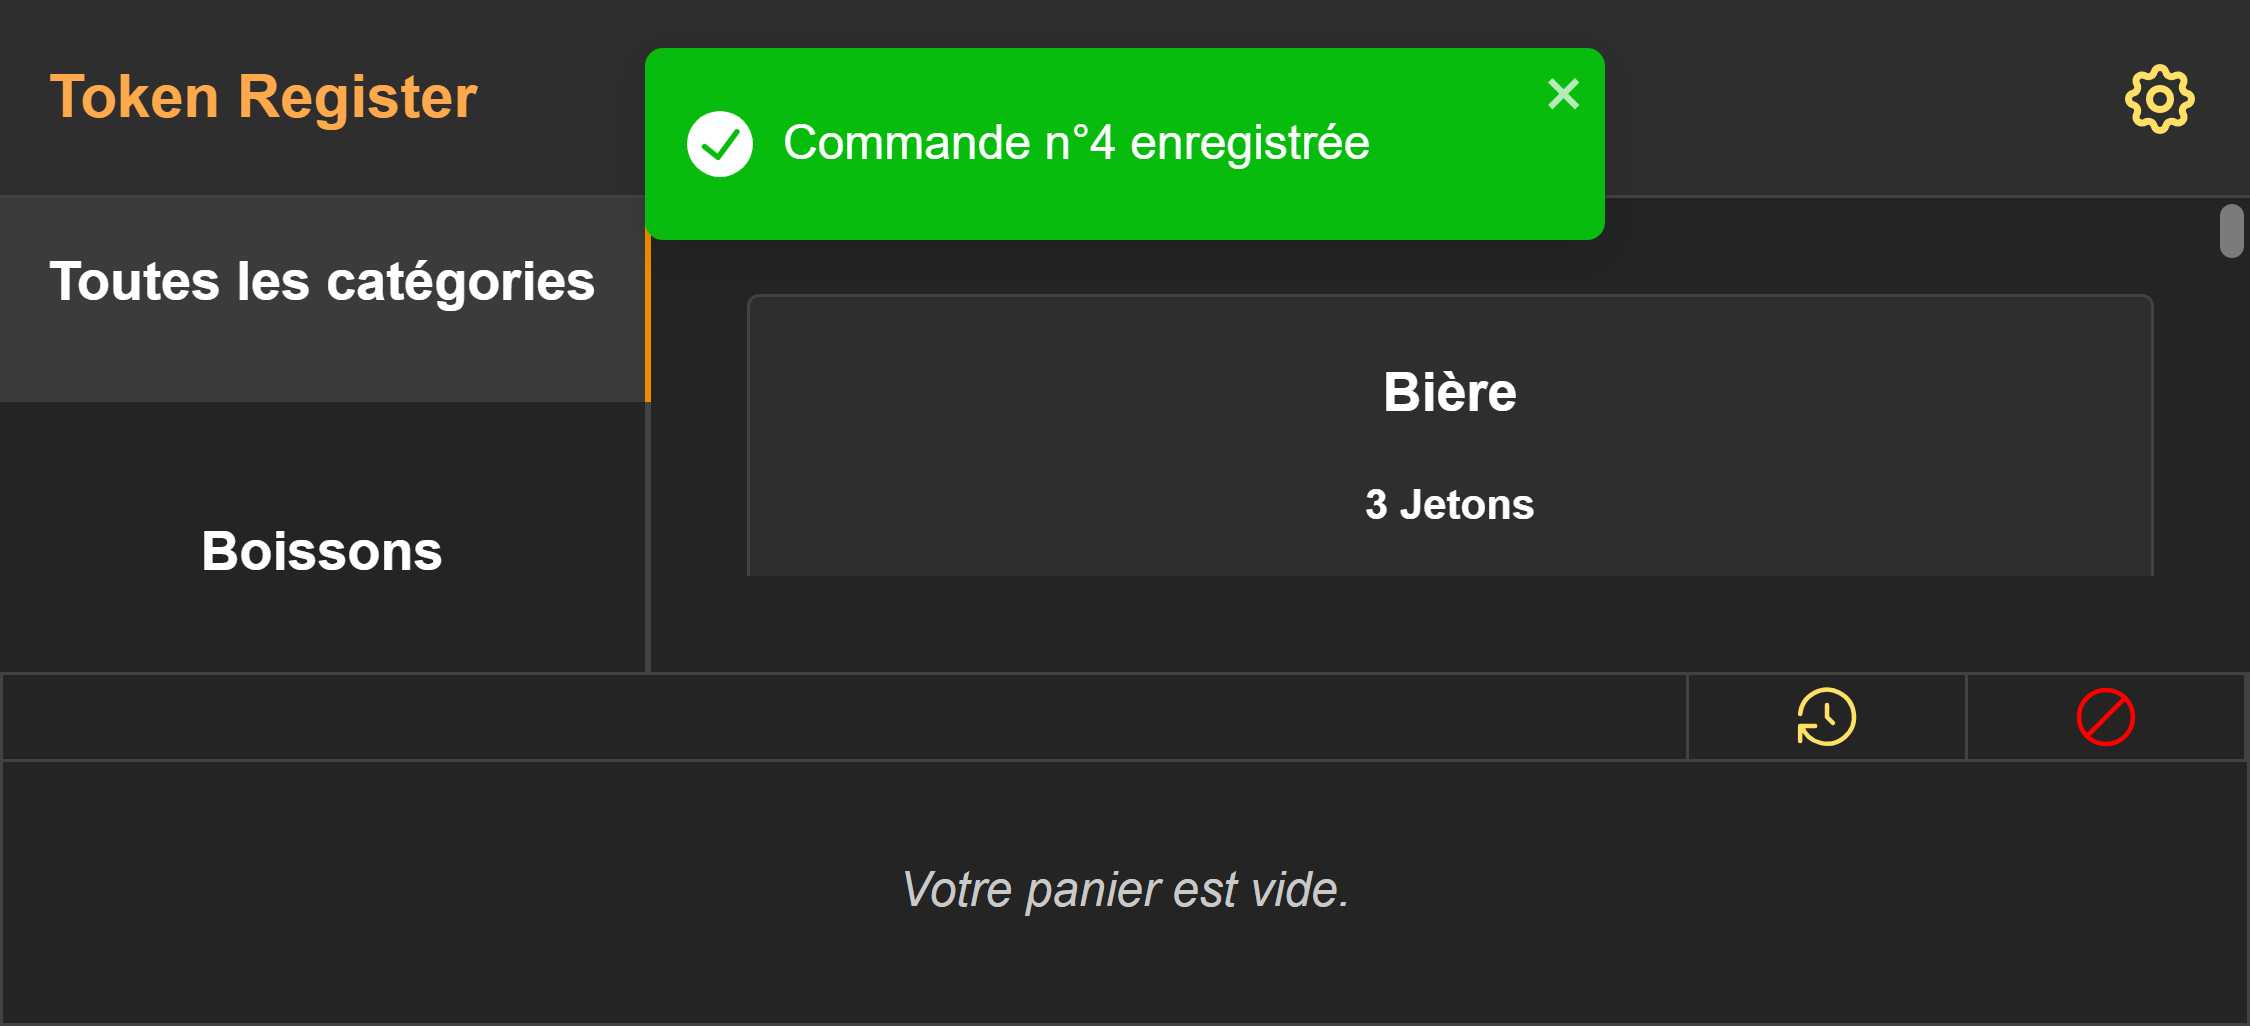 Token Register
Commande n°4 enregistrée
Toutes les catégories
Boissons
Bière
3 Jetons
Votre panier est vide.